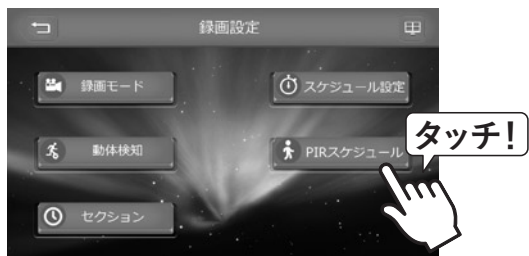 録画設定
録画モード
スケジュール設定
動体検知
PIRスケジュール
タッチ!
セクション